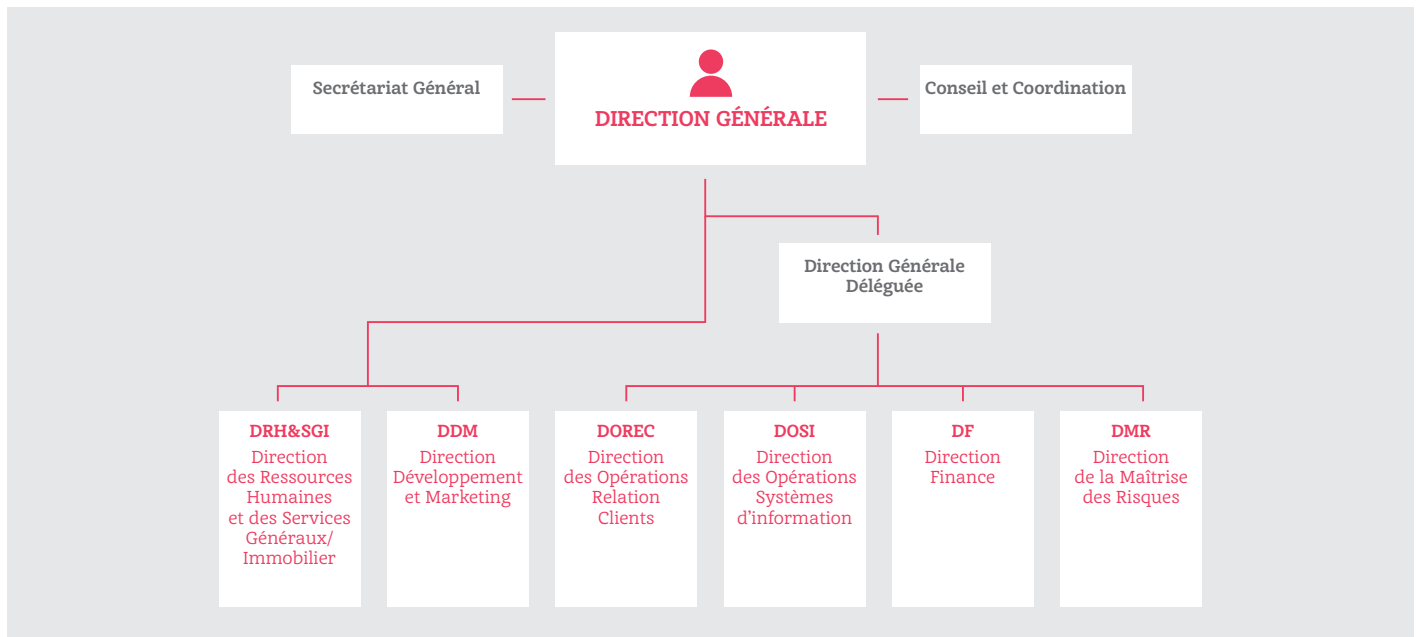 Secrétariat Général
DIRECTION GÉNÉRALE
Conseil et Coordination
Direction Générale
Déléguée
DRH&SGI
Direction
des Ressources
Humaines
et des Services
Généraux/
Immobilier
DDM
Direction
Développement
et Marketing
DOREC
Direction
des Opérations
Relation
Clients
DOSI
Direction
des Opérations
Systèmes
d’information
DF
Direction
Finance
DMR
Direction
de la Maîtrise
des Risques